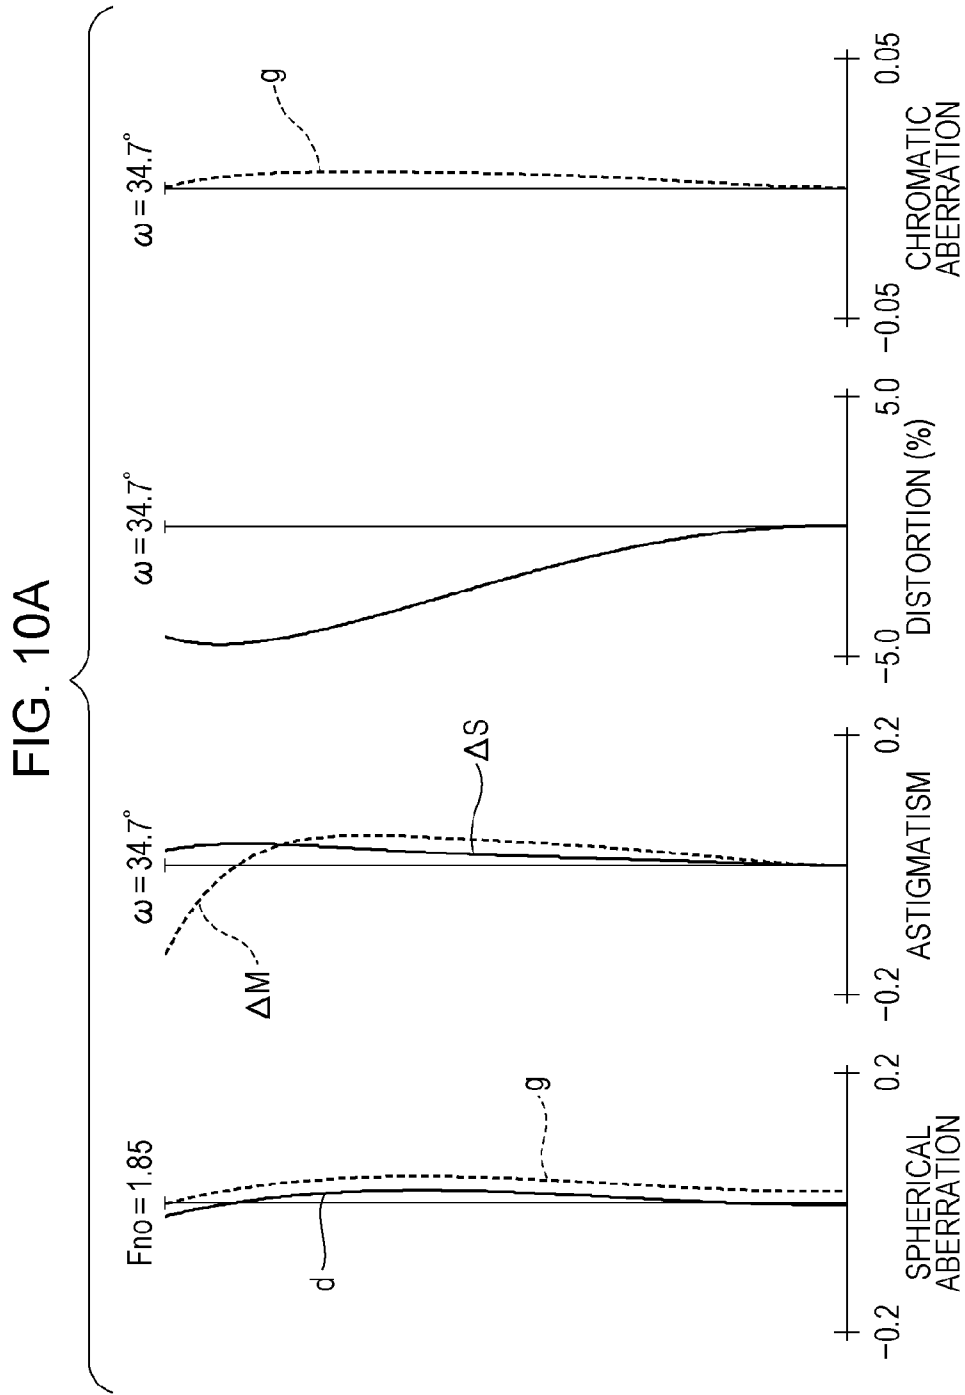 FIG. 10A
Fno = 1.85
d
g
−0.2
0.2
SPHERICAL
ABERRATION
ω = 34.7°
ΔM
ΔS
−0.2
0.2
ASTIGMATISM
ω = 34.7°
−5.0
5.0
DISTORTION (%)
ω = 34.7°
g
−0.05
0.05
CHROMATIC
ABERRATION